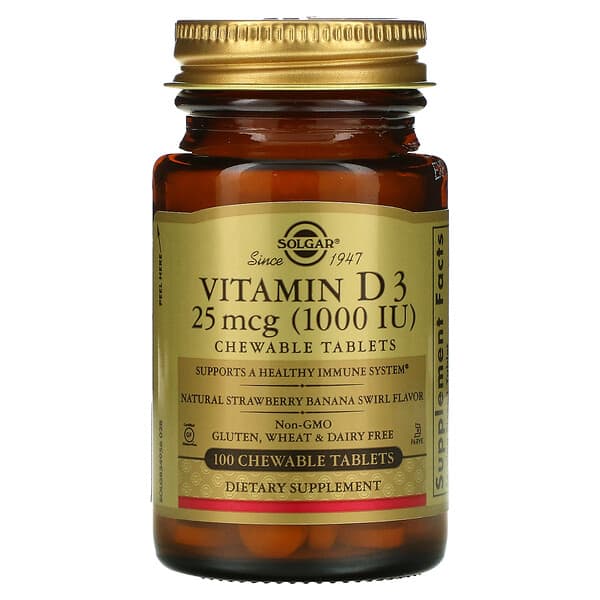 SOLGAR®
Since 1947
VITAMIN D 3
25 mcg (1000 IU)
CHEWABLE TABLETS
SUPPORTS A HEALTHY IMMUNE SYSTEM*
NATURAL STRAWBERRY BANANA SWIRL FLAVOR
Non-GMO
GLUTEN, WHEAT & DAIRY FREE
100 CHEWABLE TABLETS
DIETARY SUPPLEMENT
PEEL HERE
Supplement Facts
GF